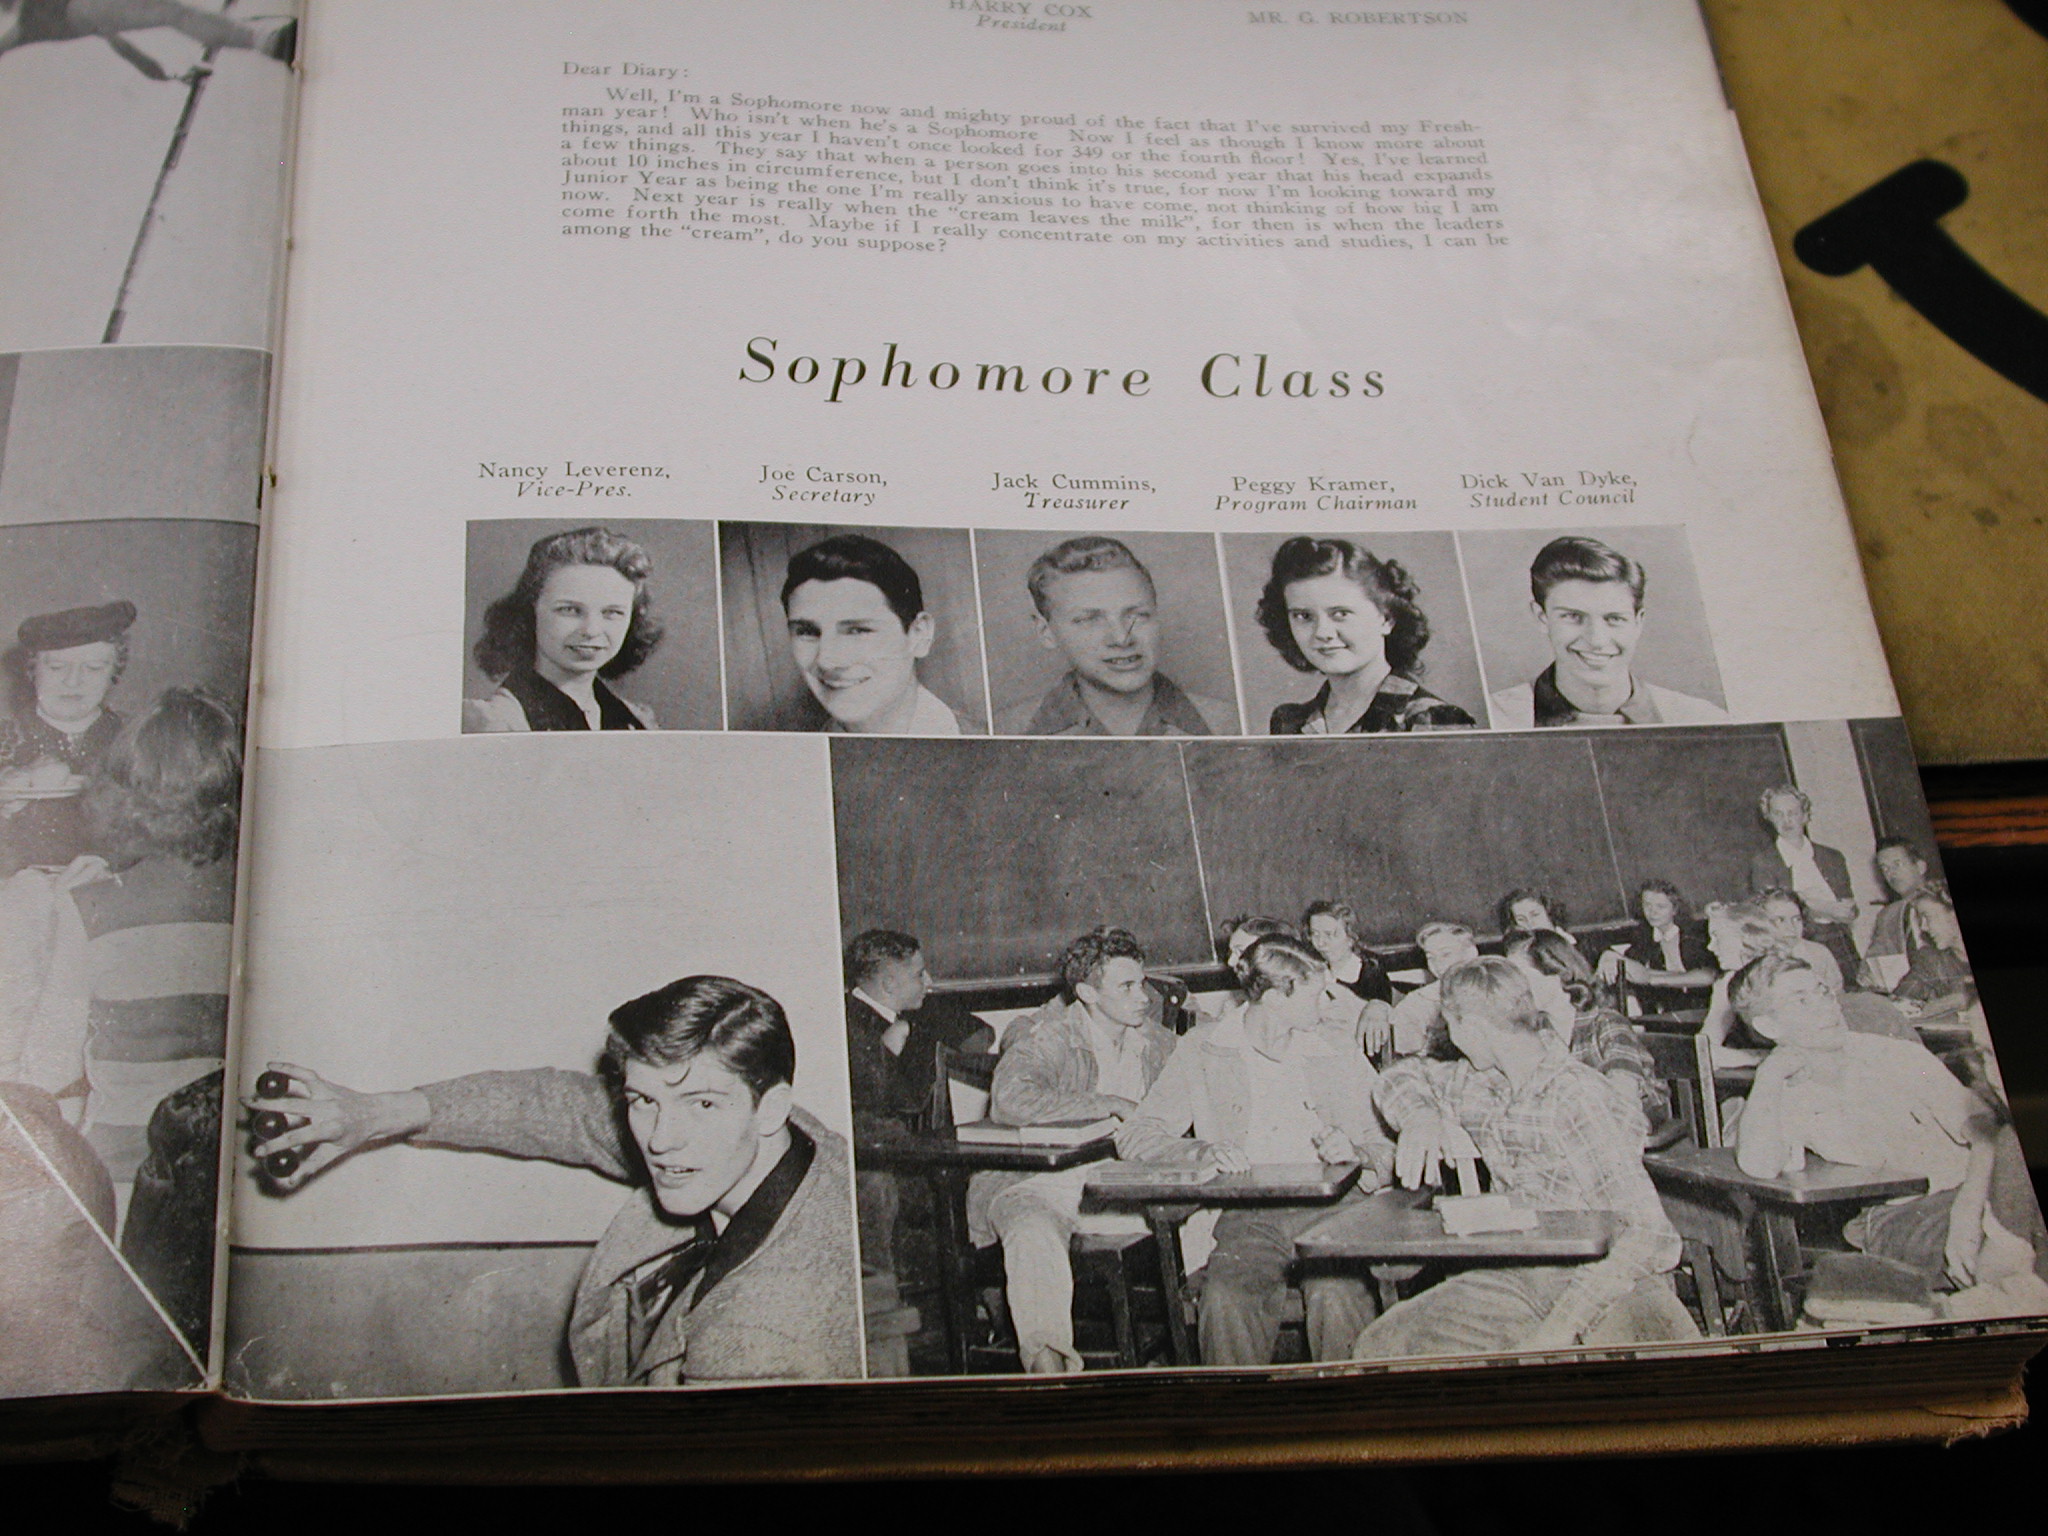 HARRY COX
President
MR. G. ROBERTSON
Dear Diary:
Well, I'm a Sophomore now and mighty proud of the fact that I've survived my Fresh-
man year! Who isn't when he's a Sophomore Now I feel as though I know more about
things, and all this year I haven't once looked for 349 or the fourth floor! Yes, I've learned
a few things. They say that when a person goes into his second year that his head expands
about 10 inches in circumference, but I don't think it's true, for now I'm looking toward my
Junior Year as being the one I'm really anxious to have come, not thinking of how big I am
now. Next year is really when the "cream leaves the milk", for then is when the leaders
come forth the most. Maybe if I really concentrate on my activities and studies, I can be
among the "cream", do you suppose?
Sophomore Class
Nancy Leverenz,
Vice-Pres.
Joe Carson,
Secretary
Jack Cummins,
Treasurer
Peggy Kramer,
Program Chairman
Dick Van Dyke,
Student Council